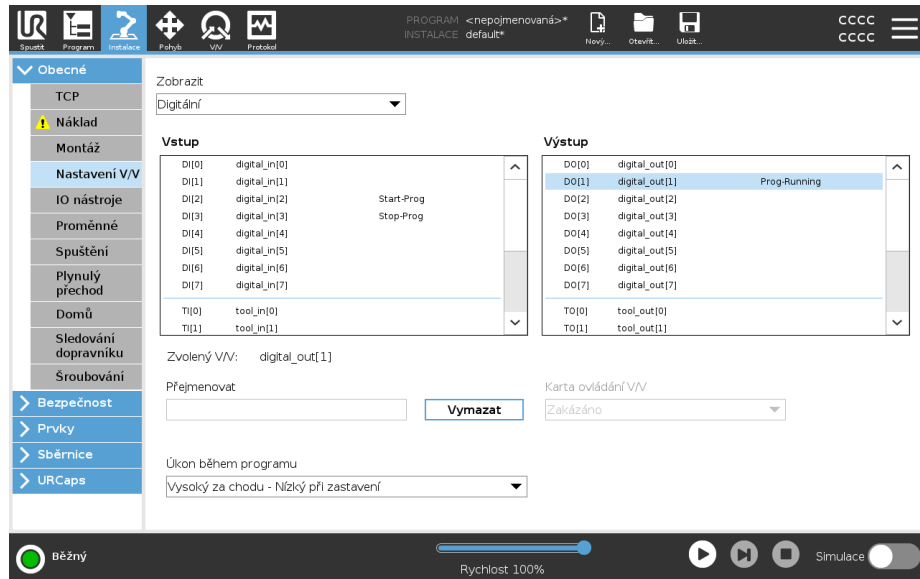 PROGRAM <nepojmenovaná>*
INSTALACE default*
CCCC
CCCC
Spustit Program Instalace Pohyb V/V Protokol Nový... Otevřít... Uložit...
Obecné
TCP
Náklad
Montáž
Nastavení V/V
IO nástroje
Proměnné
Spuštění
Plynulý
přechod
Domů
Sledování
dopravníku
Šroubování
Bezpečnost
Prvky
Sběrnice
URCaps
Zobrazit
Digitální
Vstup
DI[0] digital_in[0]
DI[1] digital_in[1]
DI[2] digital_in[2] Start-Prog
DI[3] digital_in[3] Stop-Prog
DI[4] digital_in[4]
DI[5] digital_in[5]
DI[6] digital_in[6]
DI[7] digital_in[7]
TI[0] tool_in[0]
TI[1] tool_in[1]
Výstup
DO[0] digital_out[0]
DO[1] digital_out[1] Prog-Running
DO[2] digital_out[2]
DO[3] digital_out[3]
DO[4] digital_out[4]
DO[5] digital_out[5]
DO[6] digital_out[6]
DO[7] digital_out[7]
TO[0] tool_out[0]
TO[1] tool_out[1]
Zvolený V/V: digital_out[1]
Přejmenovat
Vymazat
Karta ovládání V/V
Zakázáno
Úkon během programu
Vysoký za chodu - Nízký při zastavení
Běžný
Rychlost 100%
Simulace